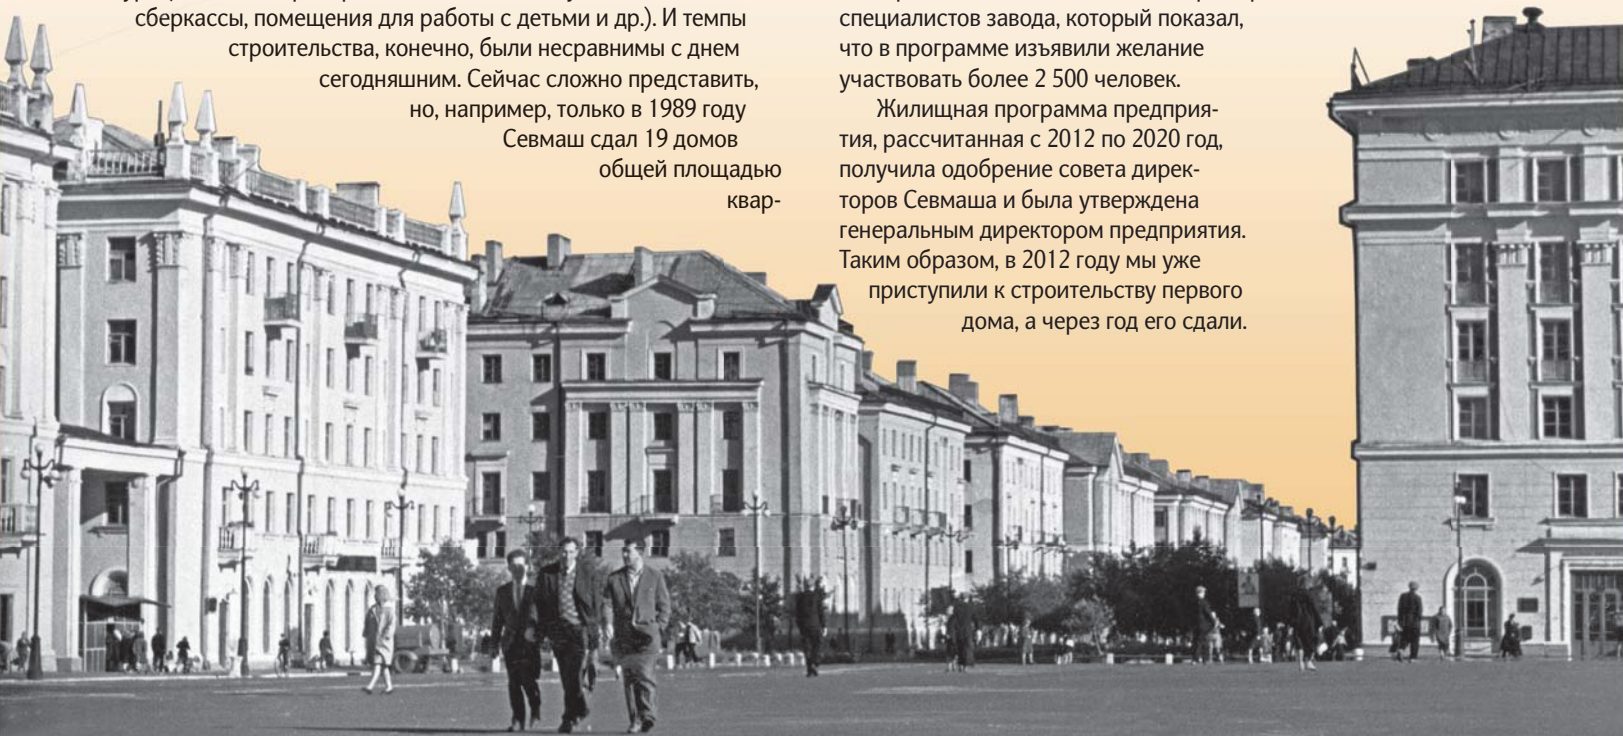 сберкассы, помещения для работы с детьми и др.). И темпы
строительства, конечно, были несравнимы с днем
сегодняшним. Сейчас сложно представить,
но, например, только в 1989 году
Севмаш сдал 19 домов
общей площадью
квар-
специалистов завода, который показал,
что в программе изъявили желание
участвовать более 2 500 человек.
Жилищная программа предприя-
тия, рассчитанная с 2012 по 2020 год,
получила одобрение совета дирек-
торов Севмаша и была утверждена
генеральным директором предприятия.
Таким образом, в 2012 году мы уже
приступили к строительству первого
дома, а через год его сдали.